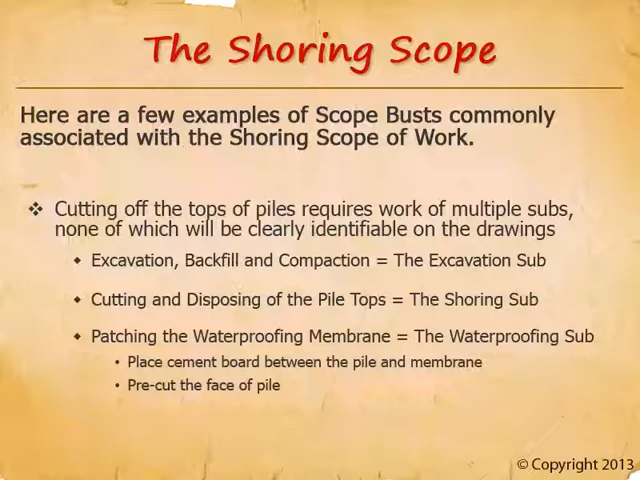 The Shoring Scope
Here are a few examples of Scope Busts commonly
associated with the Shoring Scope of Work.
❖ Cutting off the tops of piles requires work of multiple subs,
none of which will be clearly identifiable on the drawings
◆ Excavation, Backfill and Compaction = The Excavation Sub
◆ Cutting and Disposing of the Pile Tops = The Shoring Sub
◆ Patching the Waterproofing Membrane = The Waterproofing Sub
• Place cement board between the pile and membrane
• Pre-cut the face of pile
© Copyright 2013